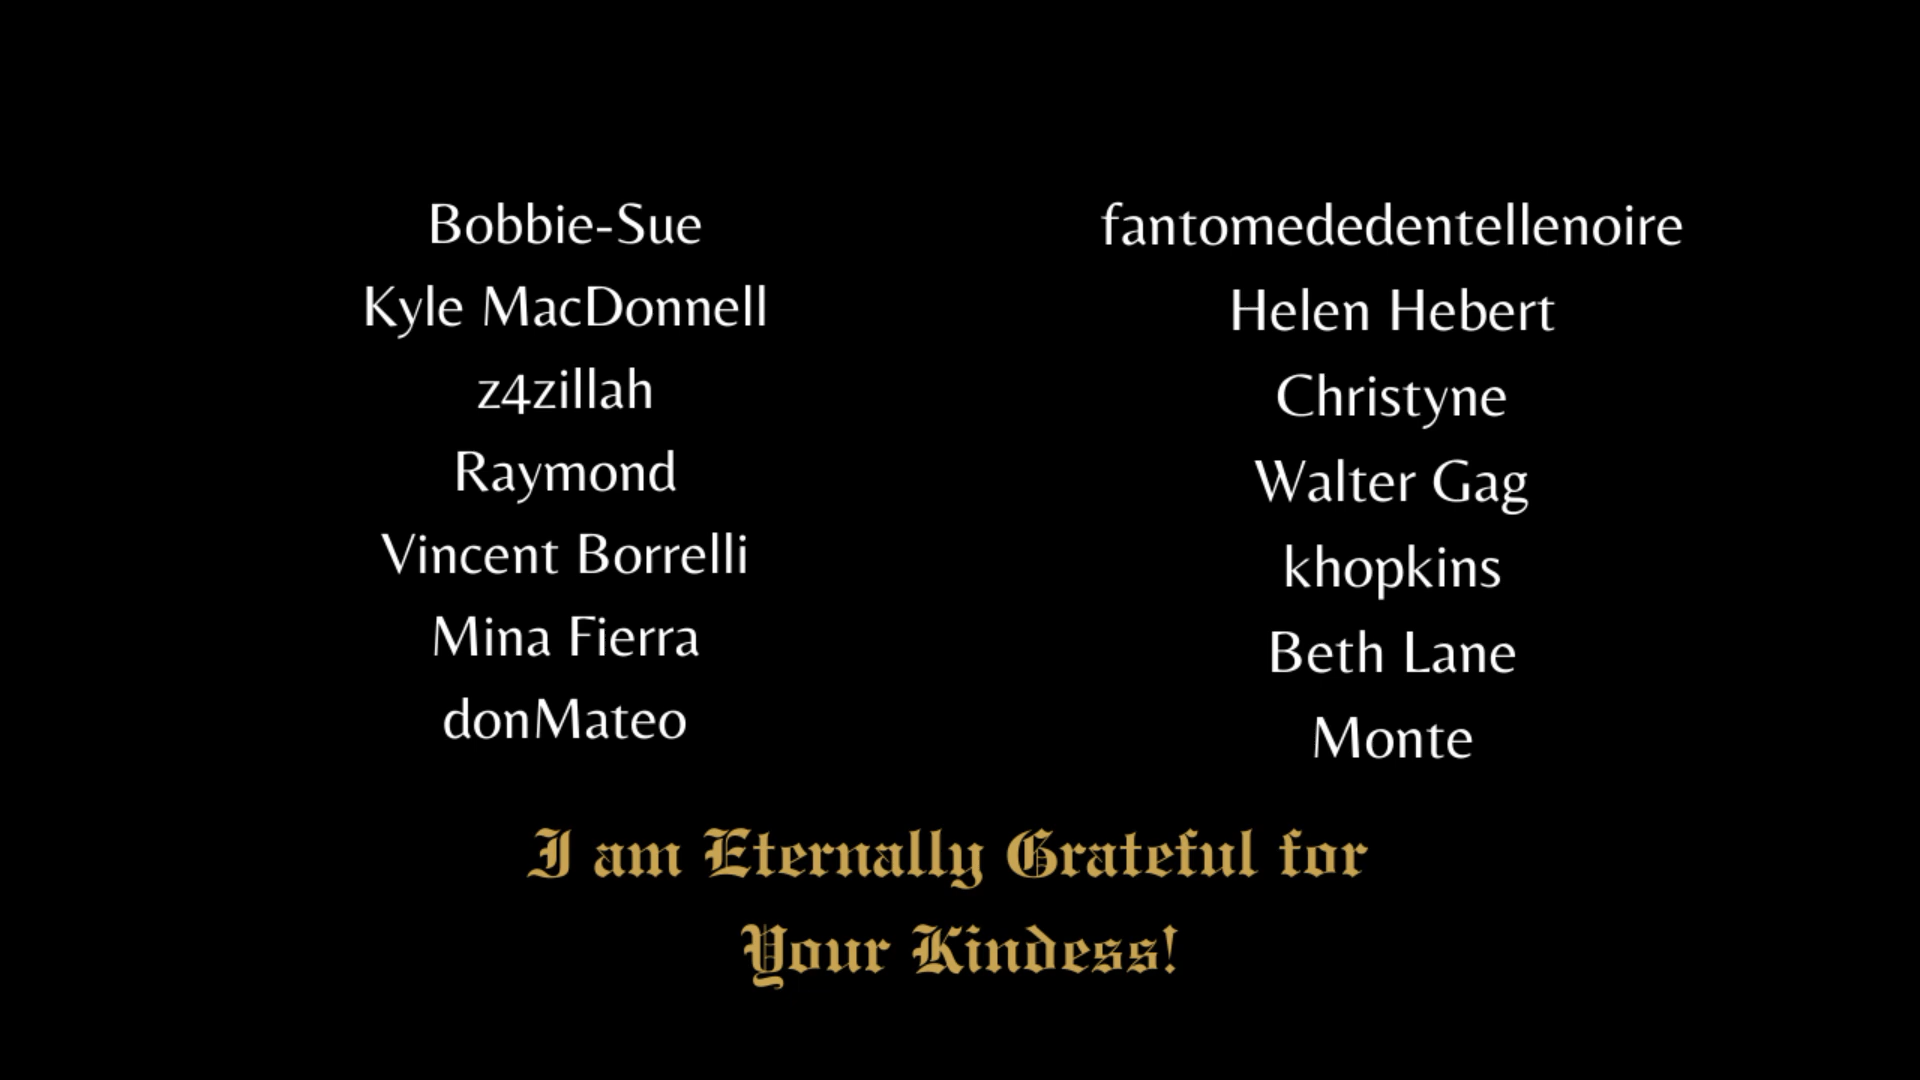 Bobbie-Sue
Kyle MacDonnell
z4zillah
Raymond
Vincent Borrelli
Mina Fierra
donMateo
fantomededentellenoire
Helen Hebert
Christyne
Walter Gag
khopkins
Beth Lane
Monte
I am Eternally Grateful for
Your Kindess!